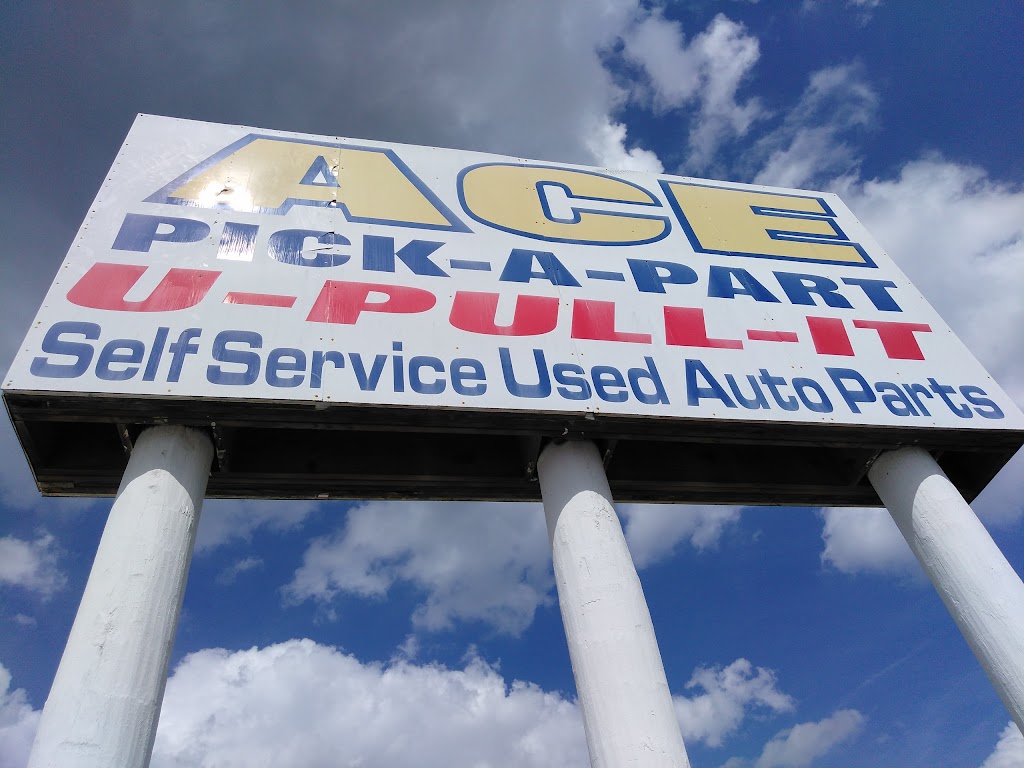 ACE
PICK-A-PART
U-PULL-IT
Self Service Used Auto Parts